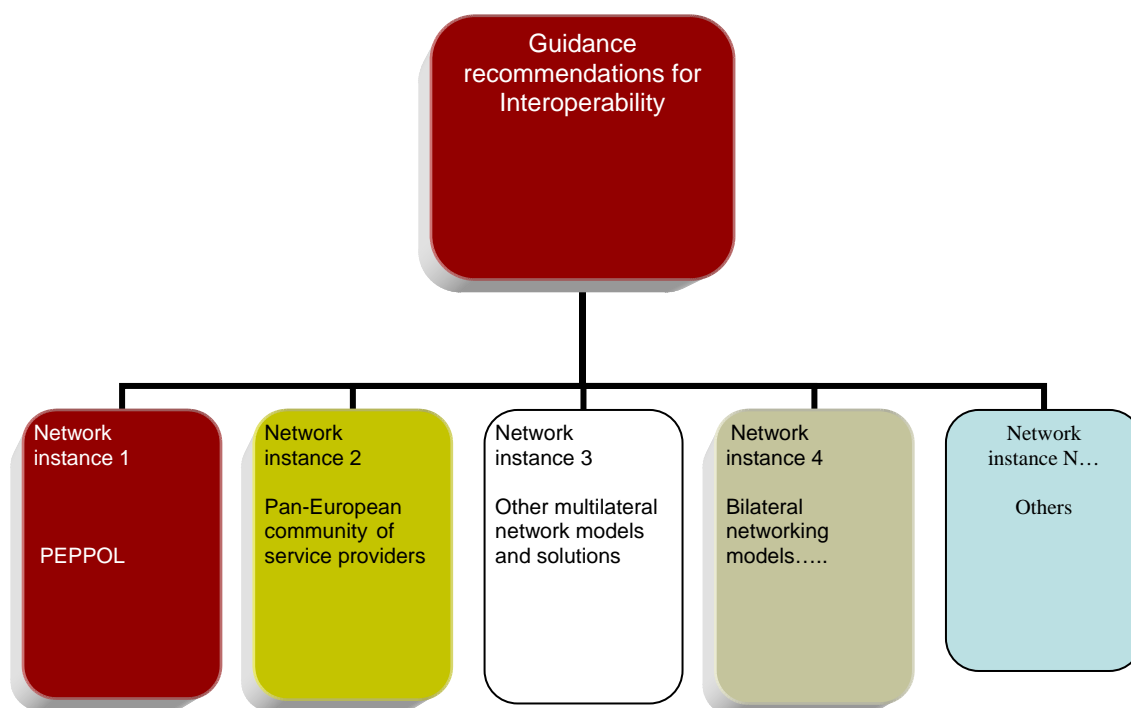 Guidance
recommendations for
Interoperability
Network
instance 1
PEPPOL
Network
instance 2
Pan-European
community of
service providers
Network
instance 3
Other multilateral
network models
and solutions
Network
instance 4
Bilateral
networking
models…..
Network
instance N…
Others